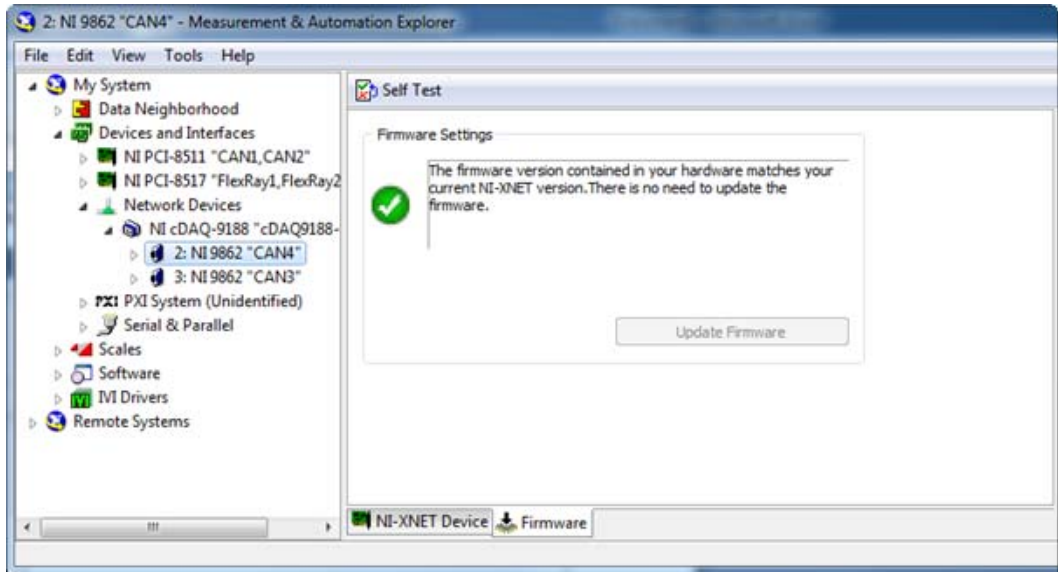 2: NI 9862 "CAN4" - Measurement & Automation Explorer
File Edit View Tools Help
My System
Data Neighborhood
Devices and Interfaces
NI PCI-8511 "CAN1,CAN2"
NI PCI-8517 "FlexRay1,FlexRay2
Network Devices
NI cDAQ-9188 "cDAQ9188-
2: NI 9862 "CAN4"
3: NI 9862 "CAN3"
PXI PXI System (Unidentified)
Serial & Parallel
Scales
Software
IVI IVI Drivers
Remote Systems
Self Test
Firmware Settings
The firmware version contained in your hardware matches your
current NI-XNET version.There is no need to update the
firmware.
Update Firmware
NI-XNET Device Firmware